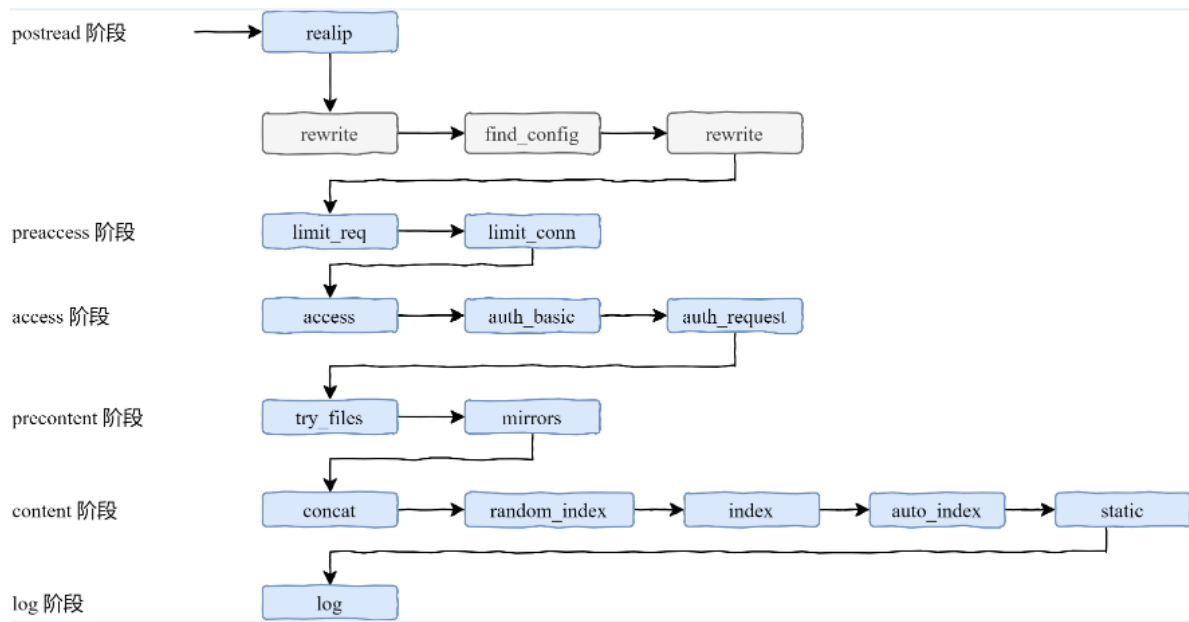 postread 阶段 realip
rewrite find_config rewrite
preaccess 阶段 limit_req limit_conn
access 阶段 access auth_basic auth_request
precontent 阶段 try_files mirrors
content 阶段 concat random_index index auto_index static
log 阶段 log